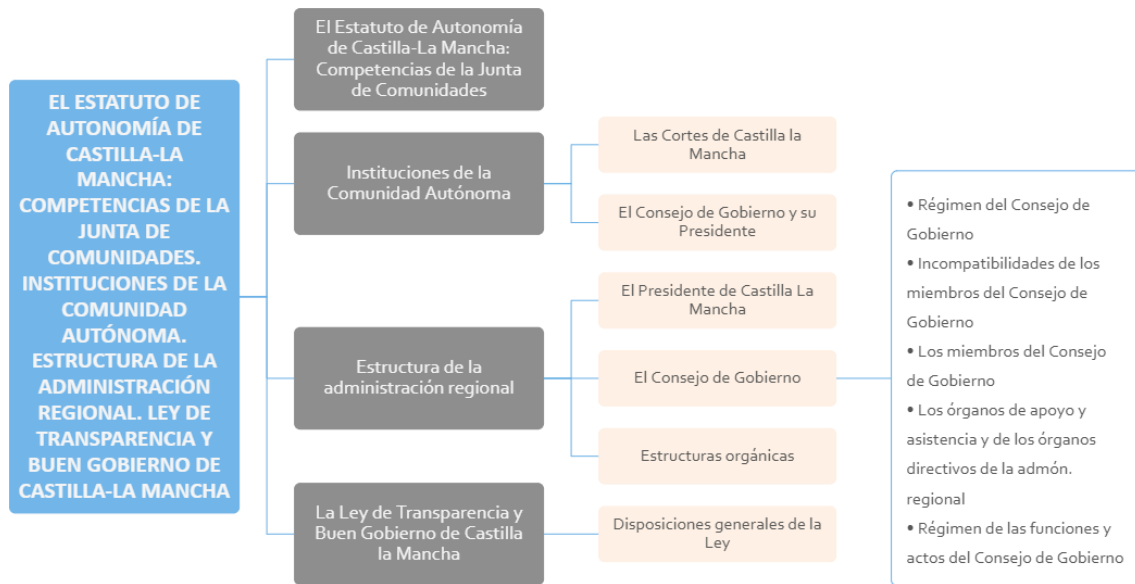 EL ESTATUTO DE
AUTONOMÍA DE
CASTILLA-LA
MANCHA:
COMPETENCIAS DE LA
JUNTA DE
COMUNIDADES.
INSTITUCIONES DE LA
COMUNIDAD
AUTÓNOMA.
ESTRUCTURA DE LA
ADMINISTRACIÓN
REGIONAL. LEY DE
TRANSPARENCIA Y
BUEN GOBIERNO DE
CASTILLA-LA MANCHA
El Estatuto de Autonomía
de Castilla-La Mancha:
Competencias de la Junta
de Comunidades
Instituciones de la
Comunidad Autónoma
Las Cortes de Castilla la
Mancha
El Consejo de Gobierno y su
Presidente
Estructura de la
administración regional
El Presidente de Castilla La
Mancha
El Consejo de Gobierno
• Régimen del Consejo de
Gobierno
• Incompatibilidades de los
miembros del Consejo de
Gobierno
• Los miembros del Consejo
de Gobierno
• Los órganos de apoyo y
asistencia y de los órganos
directivos de la admón.
regional
• Régimen de las funciones y
actos del Consejo de Gobierno
Estructuras orgánicas
La Ley de Transparencia y
Buen Gobierno de Castilla
la Mancha
Disposiciones generales de la
Ley